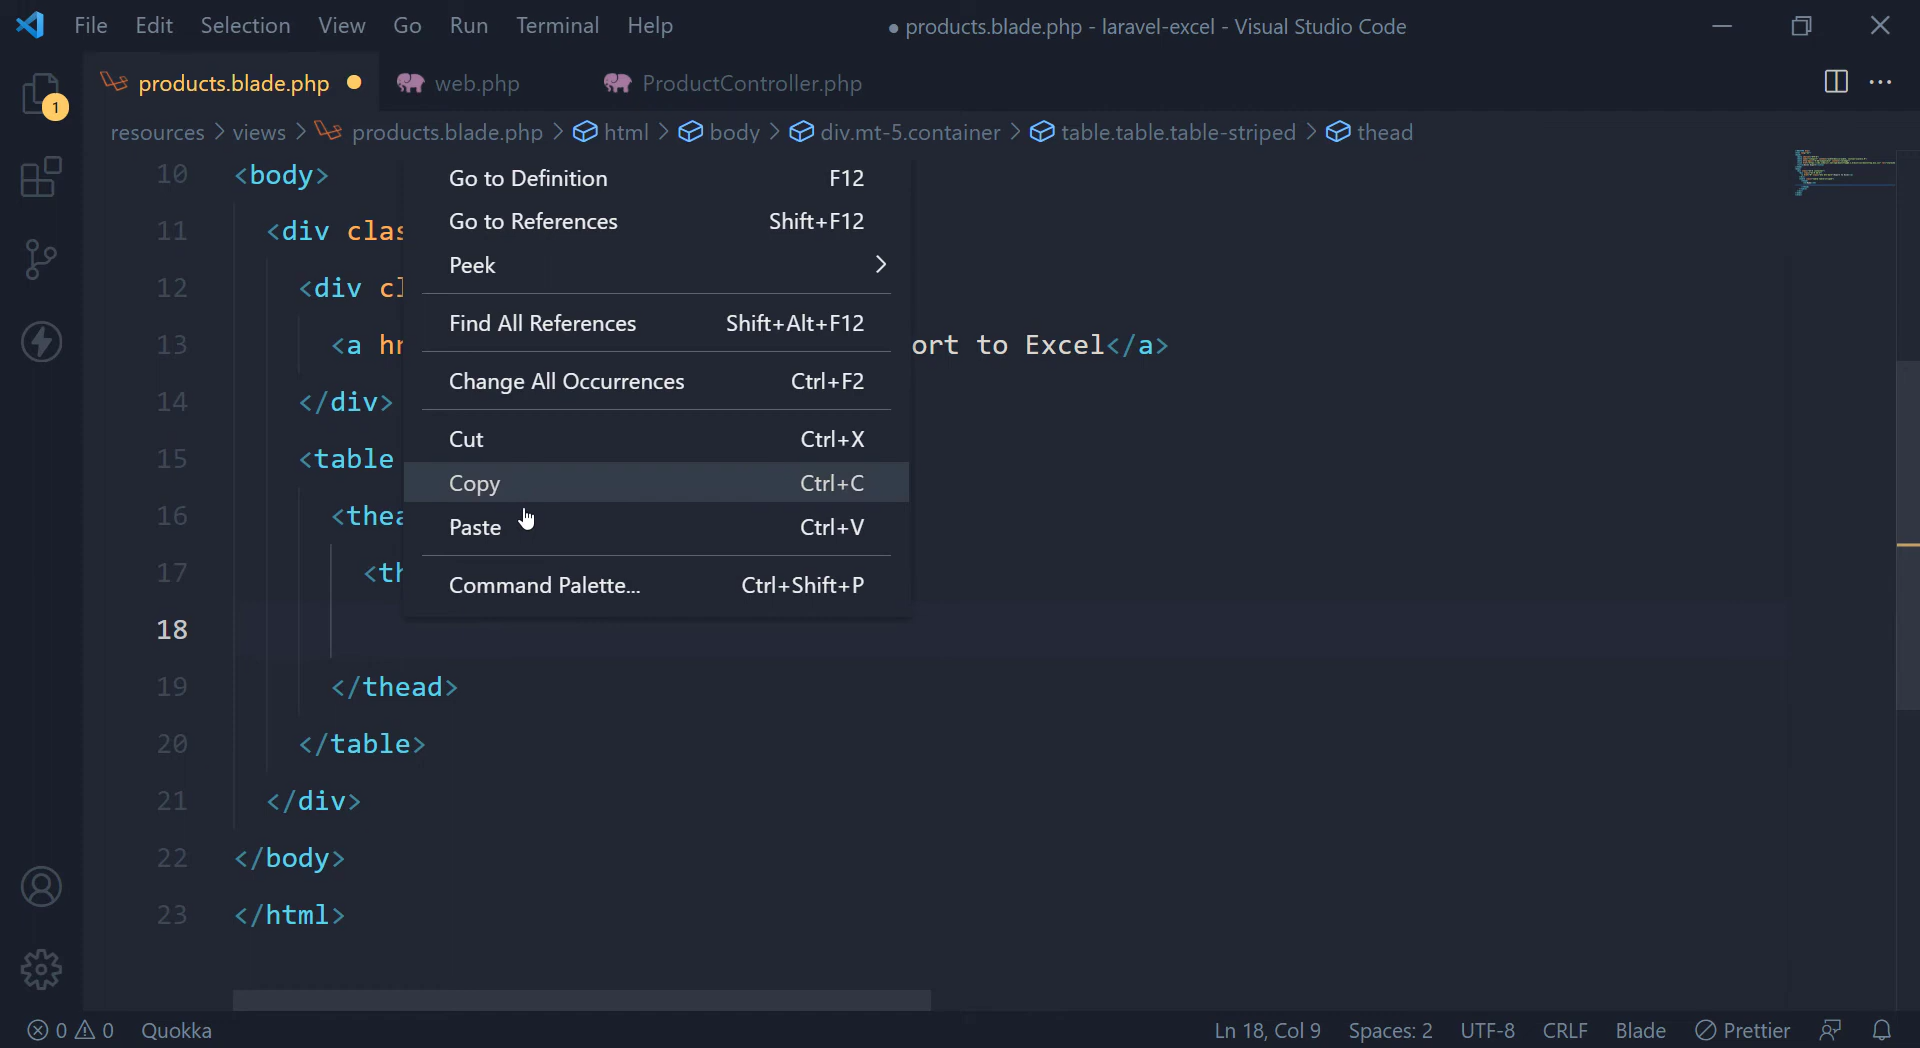 File Edit Selection View Go Run Terminal Help ● products.blade.php - laravel-excel - Visual Studio Code
products.blade.php web.php ProductController.php
1
resources > views > products.blade.php > html > body > div.mt-5.container > table.table.table-striped > thead
10 <body>
11 <div clas
12 <div cl
13 <a hr ort to Excel</a>
14 </div>
15 <table
16 <thea
17 <th
18
19 </thead>
20 </table>
21 </div>
22 </body>
23 </html>
Go to Definition F12
Go to References Shift+F12
Peek
Find All References Shift+Alt+F12
Change All Occurrences Ctrl+F2
Cut Ctrl+X
Copy Ctrl+C
Paste Ctrl+V
Command Palette... Ctrl+Shift+P
0 0 Quokka Ln 18, Col 9 Spaces: 2 UTF-8 CRLF Blade Prettier